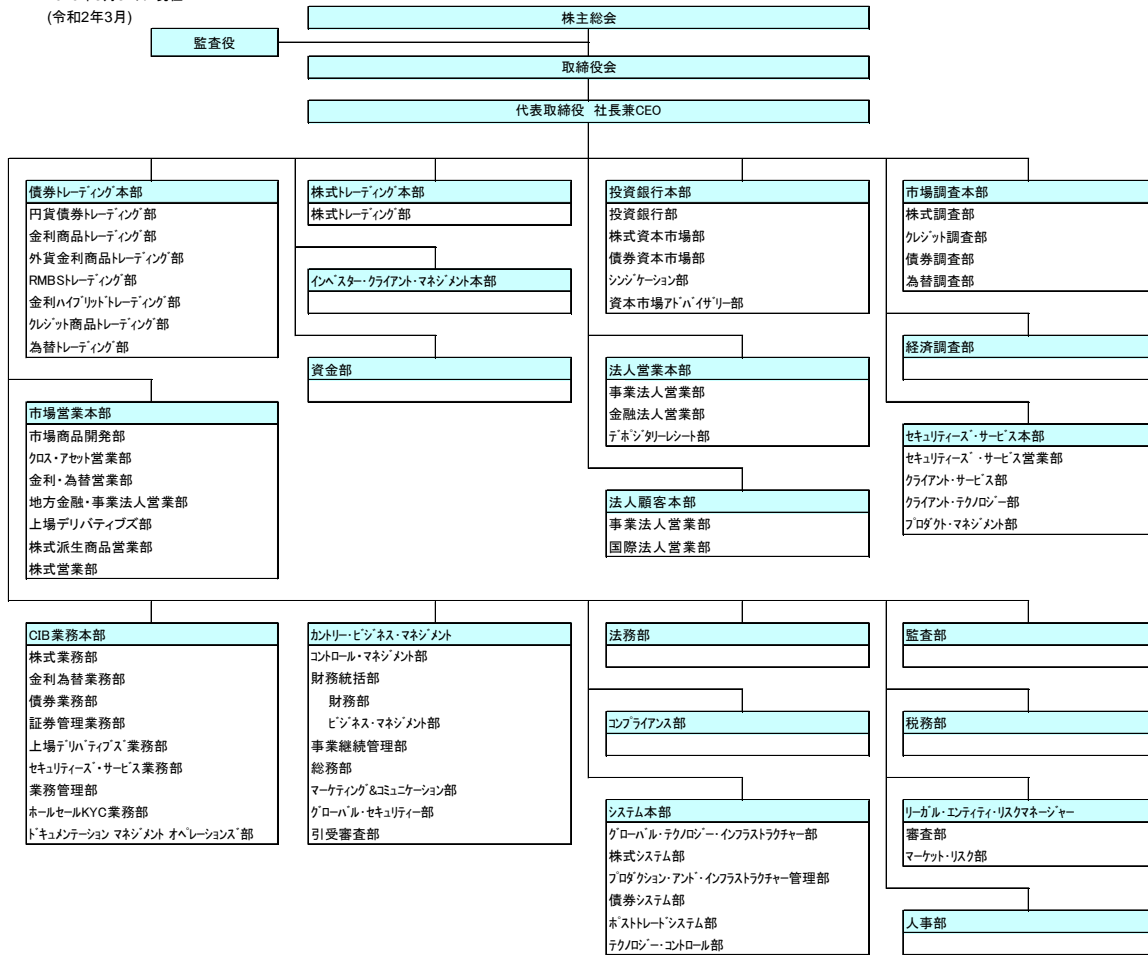 (令和2年3月)
株主総会
監査役
取締役会
代表取締役 社長兼CEO
債券トレーディング本部
円貨債券トレーディング部
金利商品トレーディング部
外貨金利商品トレーディング部
RMBSトレーディング部
金利ハイブリッドトレーディング部
クレジット商品トレーディング部
為替トレーディング部
株式トレーディング本部
株式トレーディング部
インベスター・クライアント・マネジメント本部
資金部
投資銀行本部
投資銀行部
株式資本市場部
債券資本市場部
シンジケーション部
資本市場アドバイザリー部
市場調査本部
株式調査部
クレジット調査部
債券調査部
為替調査部
経済調査部
市場営業本部
市場商品開発部
クロス・アセット営業部
金利・為替営業部
地方金融・事業法人営業部
上場デリバティブズ部
株式派生商品営業部
株式営業部
法人営業本部
事業法人営業部
金融法人営業部
デポジタリーレシート部
法人顧客本部
事業法人営業部
国際法人営業部
セキュリティーズ・サービス本部
セキュリティーズ・サービス営業部
クライアント・サービス部
クライアント・テクノロジー部
プロダクト・マネジメント部
CIB業務本部
株式業務部
金利為替業務部
債券業務部
証券管理業務部
上場デリバティブズ業務部
セキュリティーズ・サービス業務部
業務管理部
ホールセールKYC業務部
ドキュメンテーション マネジメント オペレーションズ部
カントリー・ビジネス・マネジメント
コントロール・マネジメント部
財務統括部
財務部
ビジネス・マネジメント部
事業継続管理部
総務部
マーケティング&コミュニケーション部
グローバル・セキュリティー部
引受審査部
法務部
コンプライアンス部
システム本部
グローバル・テクノロジー・インフラストラクチャー部
株式システム部
プロダクション・アンド・インフラストラクチャー管理部
債券システム部
ポストトレードシステム部
テクノロジー・コントロール部
監査部
税務部
リーガル・エンティティ・リスクマネージャー
審査部
マーケット・リスク部
人事部